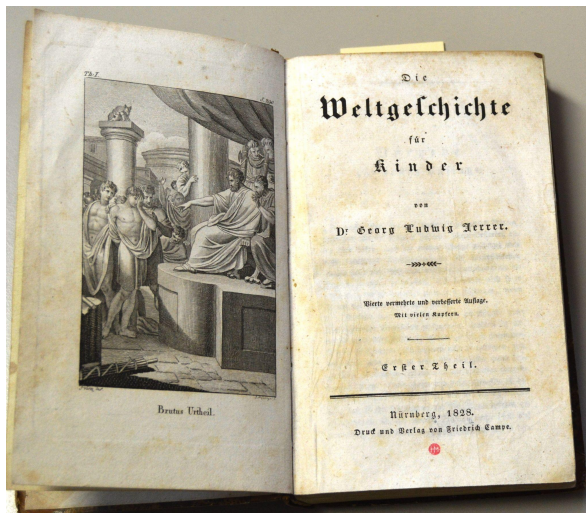 Th. I.
Brutus Urtheil.
Die
Weltgeschichte
für
Kinder
von
Dr. Georg Ludwig Jerrer.
Vierte vermehrte und verbesserte Auflage.
Mit vielen Kupfern.
Erster Theil.
Nürnberg, 1828.
Druck und Verlag von Friedrich Campe.